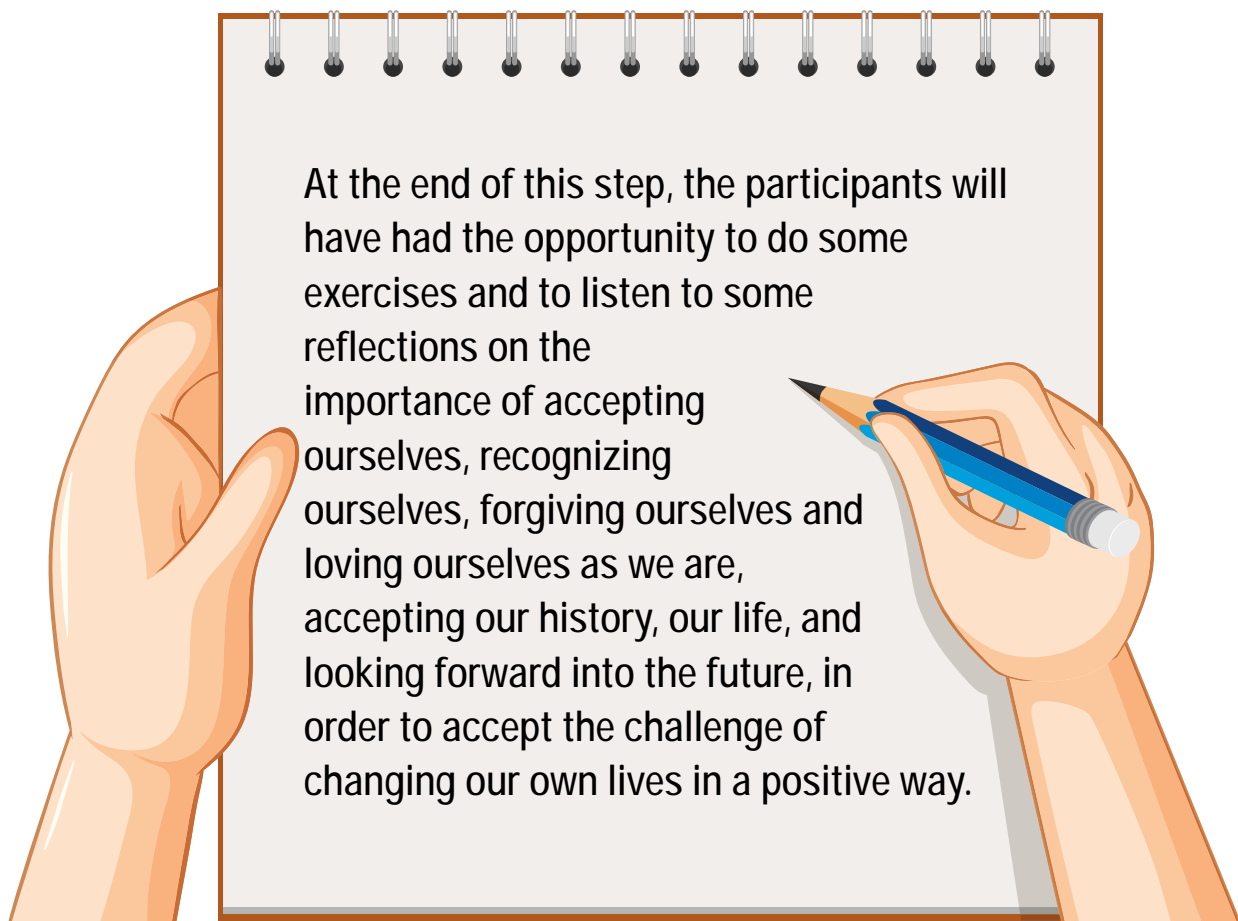 At the end of this step, the participants will
have had the opportunity to do some
exercises and to listen to some
reflections on the
importance of accepting
ourselves, recognizing
ourselves, forgiving ourselves and
loving ourselves as we are,
accepting our history, our life, and
looking forward into the future, in
order to accept the challenge of
changing our own lives in a positive way.